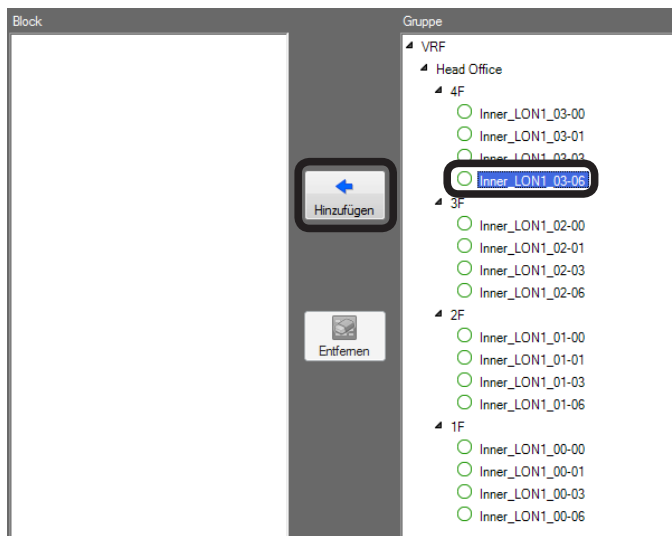 Block
Hinzufügen
Entfernen
Gruppe
VRF
Head Office
4F
Inner_LON1_03-00
Inner_LON1_03-01
Inner_LON1_03-03
Inner_LON1_03-06
3F
Inner_LON1_02-00
Inner_LON1_02-01
Inner_LON1_02-03
Inner_LON1_02-06
2F
Inner_LON1_01-00
Inner_LON1_01-01
Inner_LON1_01-03
Inner_LON1_01-06
1F
Inner_LON1_00-00
Inner_LON1_00-01
Inner_LON1_00-03
Inner_LON1_00-06